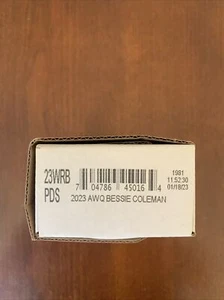 23WRB
PDS
7 04786 45016 4
2023 AWQ BESSIE COLEMAN
1981
11:52:30
01/18/23